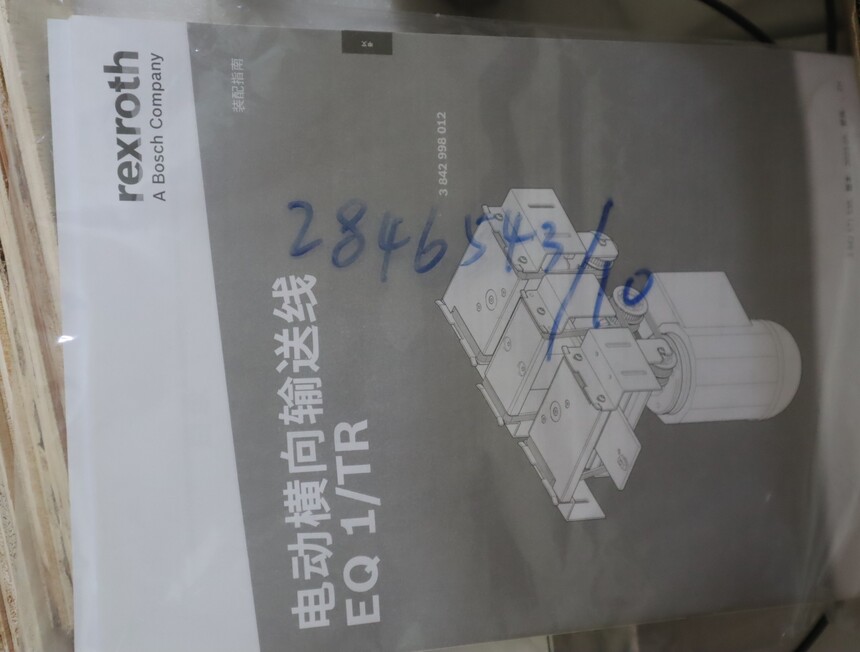 rexroth
A Bosch Company
装配指南
3 842 998 012
2846543/10
电动横向输送线
EQ 1/TR